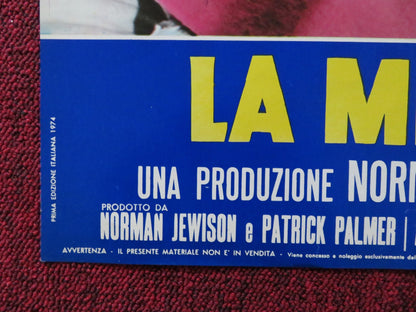 LA M
UNA PRODUZIONE NORM
PRODOTTO DA
NORMAN JEWISON e PATRICK PALMER
AVVERTENZA - IL PRESENTE MATERIALE NON E' IN VENDITA - Viene concesso e noleggio esclusivamente dal
PRIMA EDIZIONE ITALIANA 1974